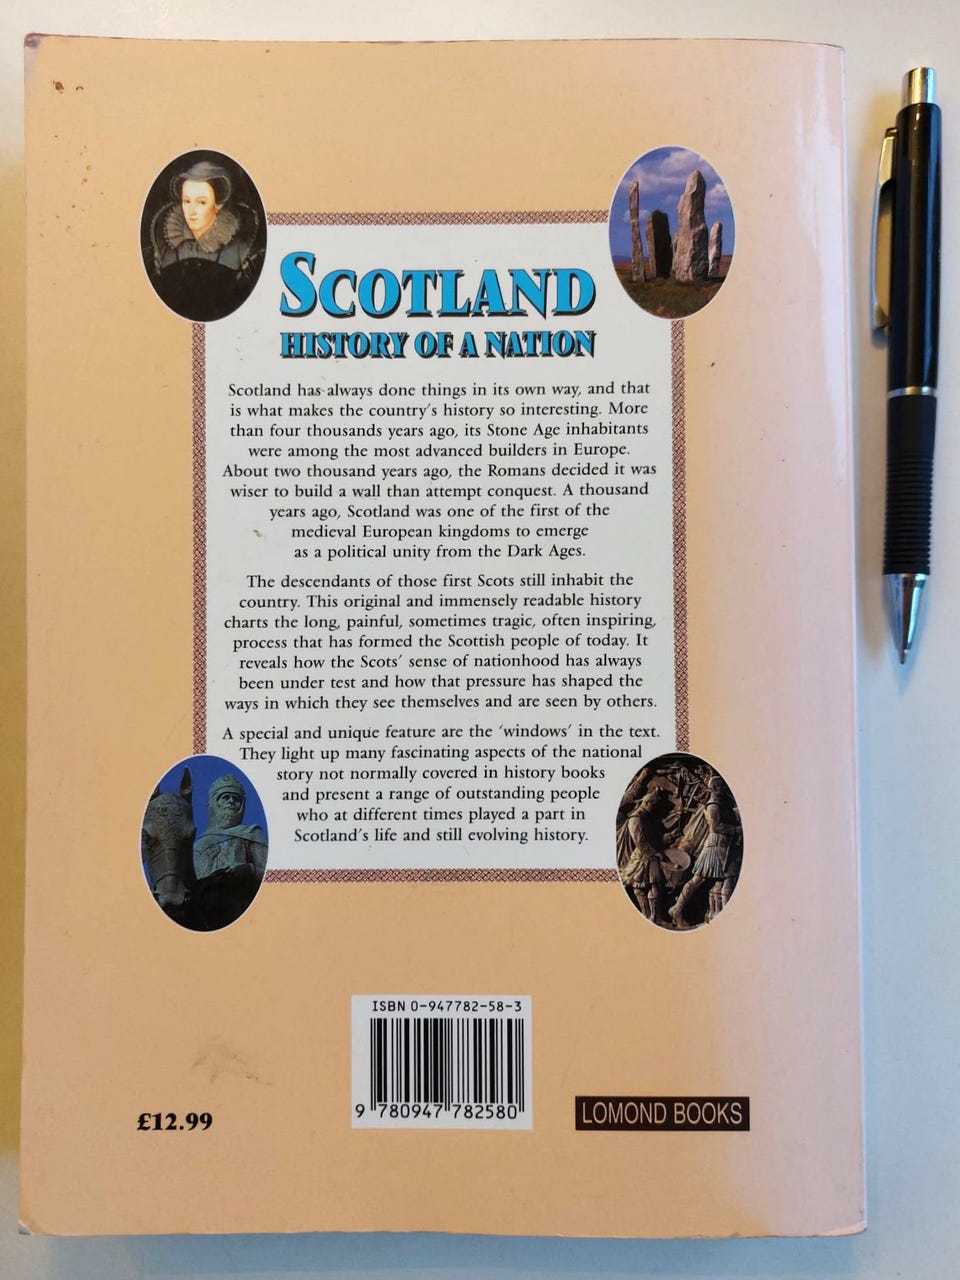 SCOTLAND
HISTORY OF A NATION
Scotland has always done things in its own way, and that
is what makes the country's history so interesting. More
than four thousands years ago, its Stone Age inhabitants
were among the most advanced builders in Europe.
About two thousand years ago, the Romans decided it was
wiser to build a wall than attempt conquest. A thousand
years ago, Scotland was one of the first of the
medieval European kingdoms to emerge
as a political unity from the Dark Ages.
The descendants of those first Scots still inhabit the
country. This original and immensely readable history
charts the long, painful, sometimes tragic, often inspiring,
process that has formed the Scottish people of today. It
reveals how the Scots' sense of nationhood has always
been under test and how that pressure has shaped the
ways in which they see themselves and are seen by others.
A special and unique feature are the 'windows' in the text.
They light up many fascinating aspects of the national
story not normally covered in history books
and present a range of outstanding people
who at different times played a part in
Scotland's life and still evolving history.
ISBN 0-947782-58-3
9 780947 782580
£12.99
LOMOND BOOKS